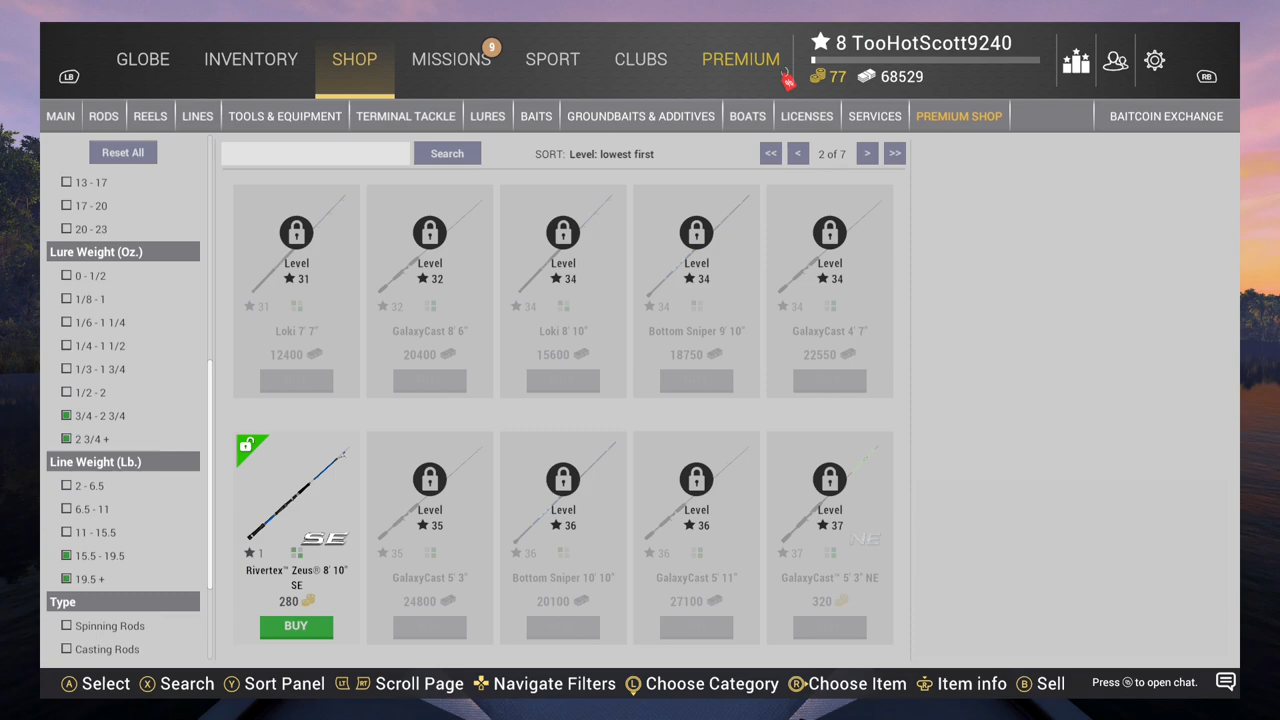 LB
GLOBE
INVENTORY
SHOP
MISSIONS
9
SPORT
CLUBS
PREMIUM
%
8 TooHotScott9240
77 68529
RB
MAIN
RODS
REELS
LINES
TOOLS & EQUIPMENT
TERMINAL TACKLE
LURES
BAITS
GROUNDBAITS & ADDITIVES
BOATS
LICENSES
SERVICES
PREMIUM SHOP
BAITCOIN EXCHANGE
Reset All
13 - 17
17 - 20
20 - 23
Lure Weight (Oz.)
0 - 1/2
1/8 - 1
1/6 - 1 1/4
1/4 - 1 1/2
1/3 - 1 3/4
1/2 - 2
3/4 - 2 3/4
2 3/4 +
Line Weight (Lb.)
2 - 6.5
6.5 - 11
11 - 15.5
15.5 - 19.5
19.5 +
Type
Spinning Rods
Casting Rods
Search
SORT: Level: lowest first
<<
<
2 of 7
>
>>
Level
31
31
Loki 7' 7"
12400
Level
32
32
GalaxyCast 8' 6"
20400
Level
34
34
Loki 8' 10"
15600
Level
34
34
Bottom Sniper 9' 10"
18750
Level
34
34
GalaxyCast 4' 7"
22550
SE
1
Rivertex™ Zeus® 8' 10"
SE
280
BUY
Level
35
35
GalaxyCast 5' 3"
24800
Level
36
36
Bottom Sniper 10' 10"
20100
Level
36
36
GalaxyCast 5' 11"
27100
Level
37
NE
37
GalaxyCast™ 5' 3" NE
320
A Select
X Search
Y Sort Panel
LT RT Scroll Page
Navigate Filters
L Choose Category
R Choose Item
Item info
B Sell
Press to open chat.